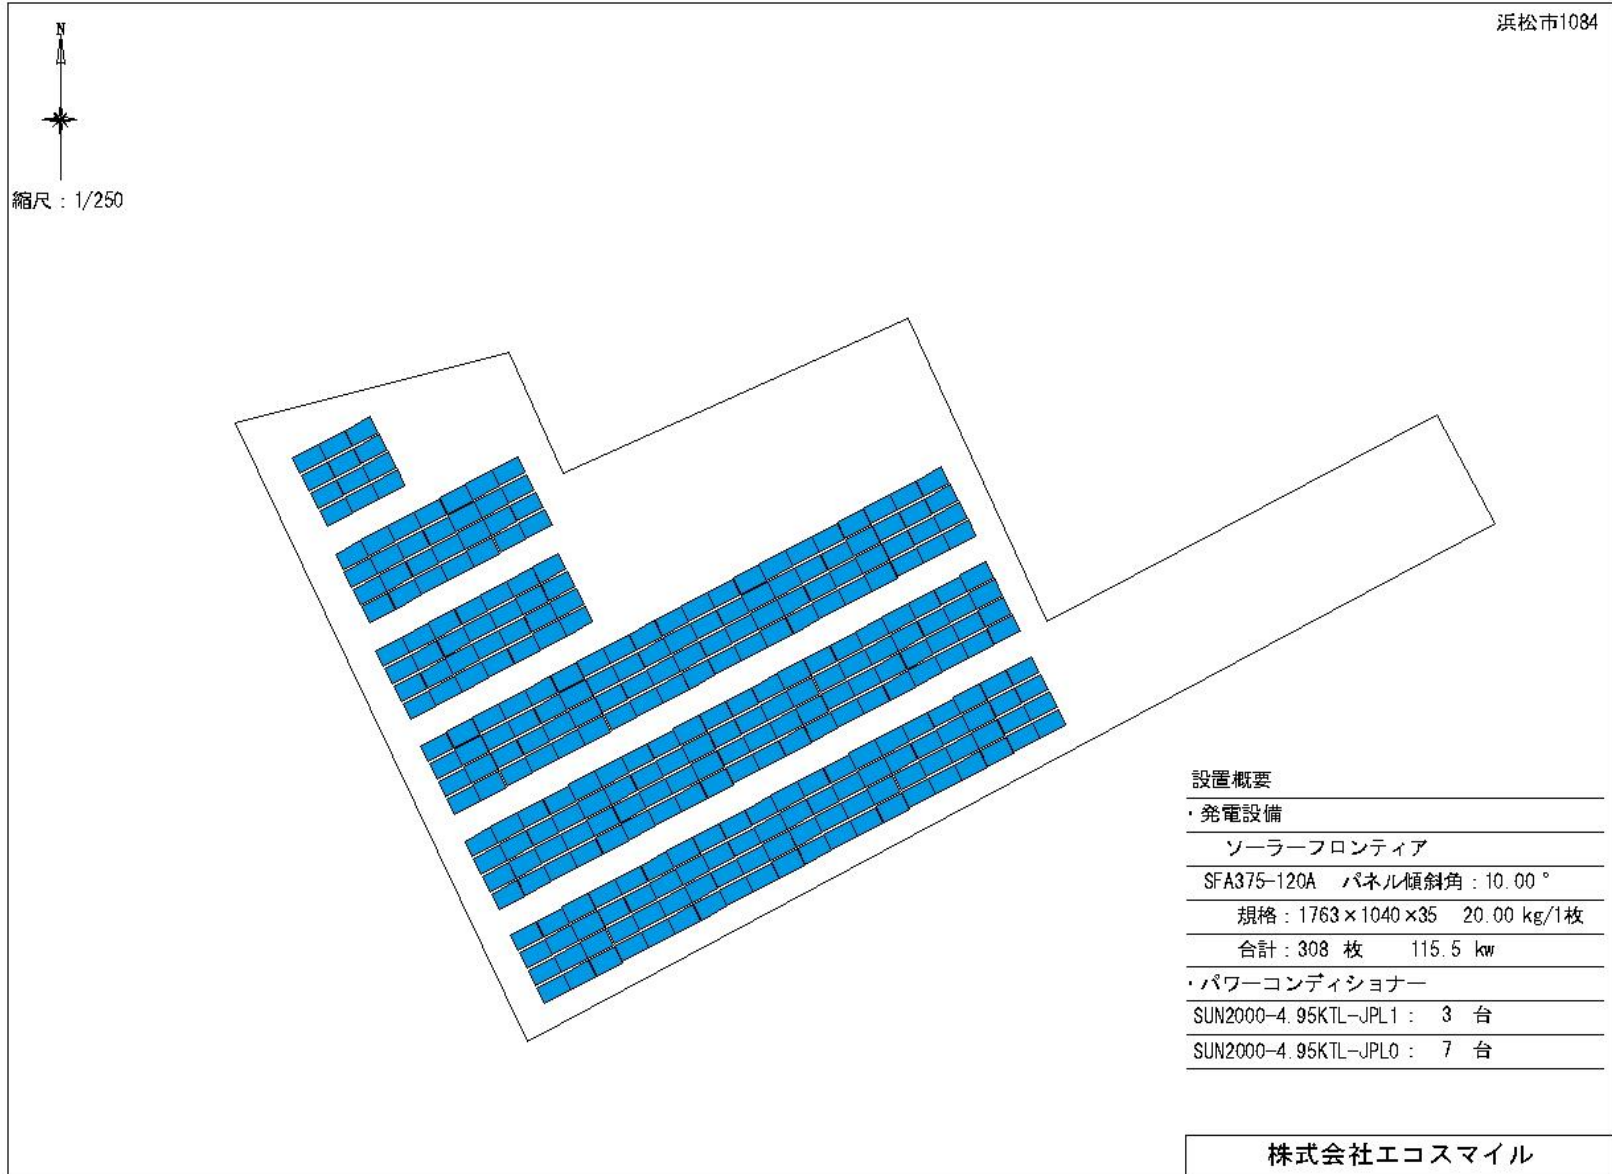 浜松市1084
N
縮尺：1/250
設置概要
・発電設備
ソーラーフロンティア
SFA375-120A パネル傾斜角：10.00°
規格：1763×1040×35 20.00 kg/1枚
合計：308 枚 115.5 kw
・パワーコンディショナー
SUN2000-4.95KTL-JPL1： 3 台
SUN2000-4.95KTL-JPL0： 7 台
株式会社エコスマイル